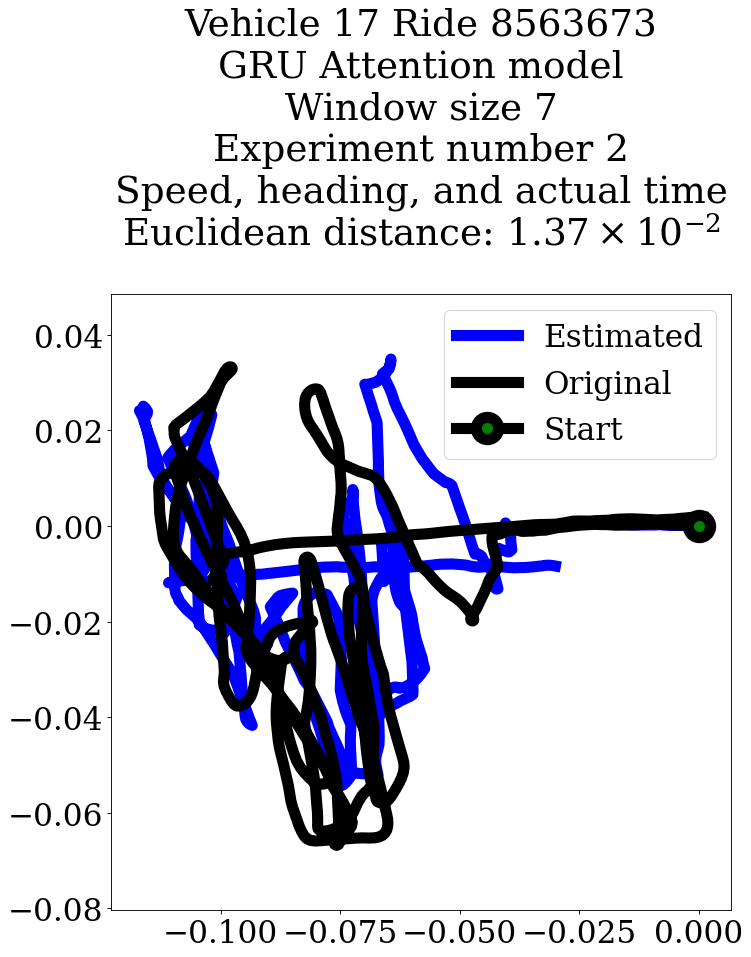 Vehicle 17 Ride 8563673
GRU Attention model
Window size 7
Experiment number 2
Speed, heading, and actual time
Euclidean distance: 1.37 × 10⁻²
Estimated
Original
Start
0.04
0.02
0.00
−0.02
−0.04
−0.06
−0.08
−0.100 −0.075 −0.050 −0.025 0.000